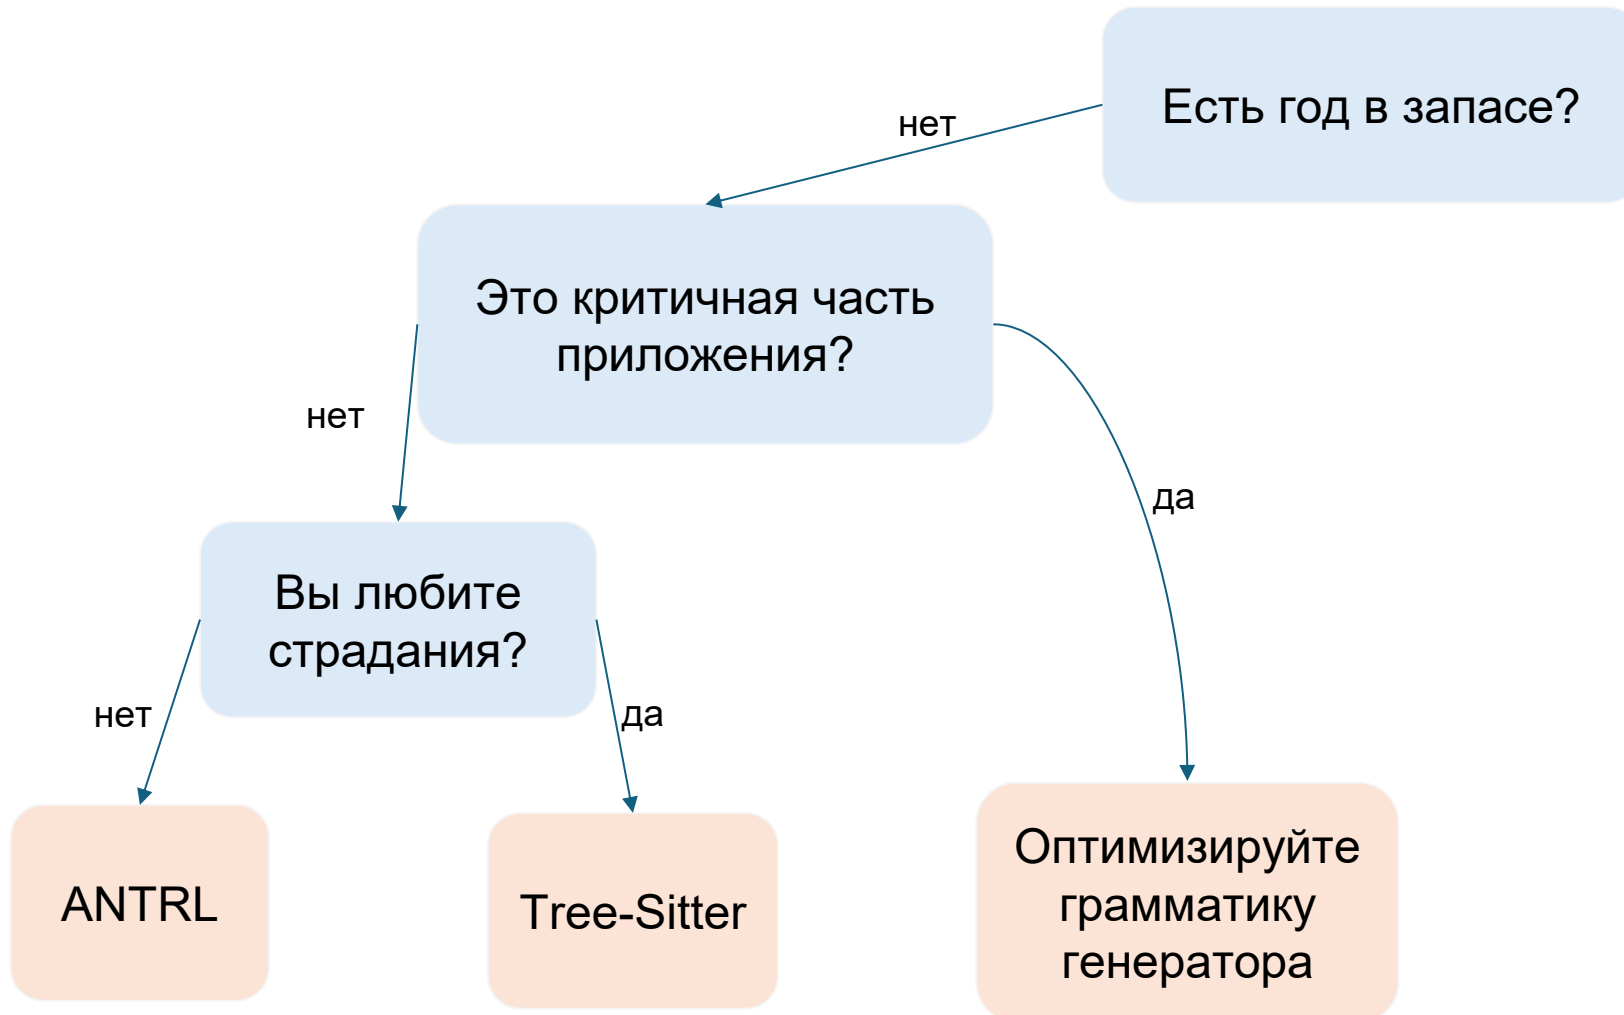 Есть год в запасе?
нет
Это критичная часть
приложения?
нет
да
Вы любите
страдания?
нет
да
ANTRL
Tree-Sitter
Оптимизируйте
грамматику
генератора